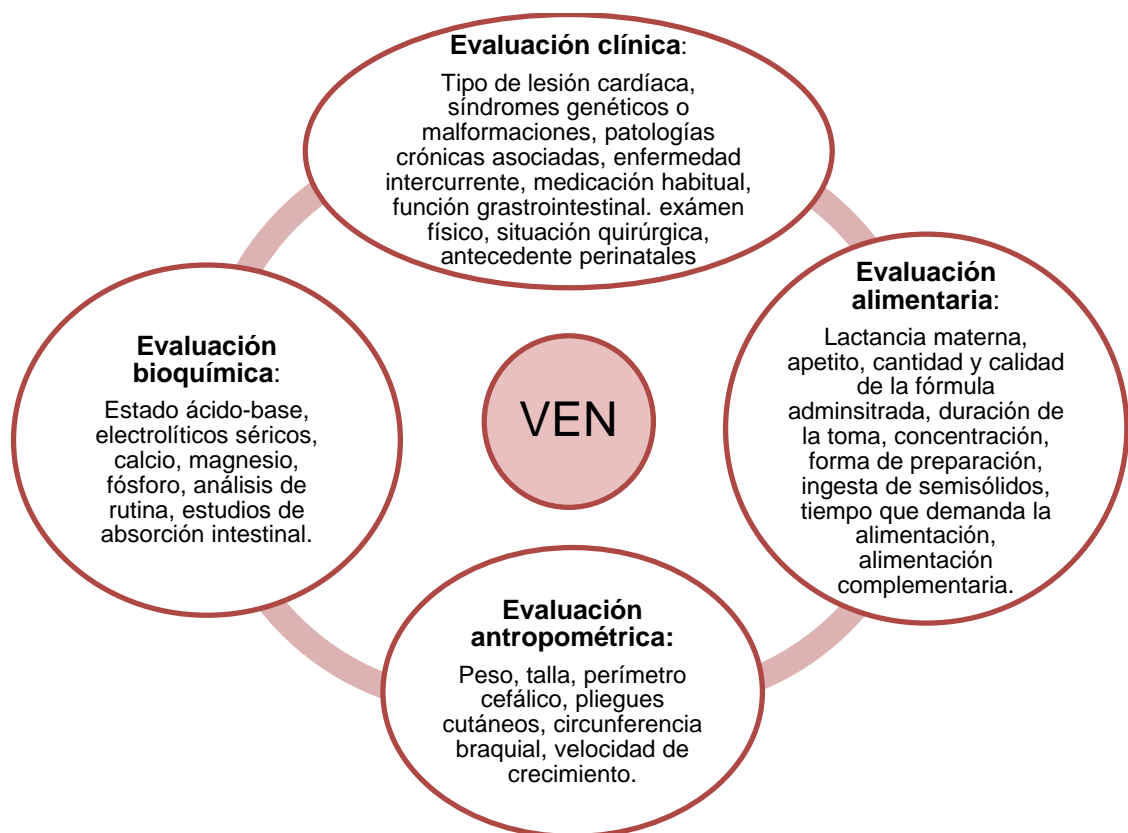 Evaluación clínica:
Tipo de lesión cardíaca,
síndromes genéticos o
malformaciones, patologías
crónicas asociadas, enfermedad
intercurrente, medicación habitual,
función grastrointestinal. exámen
físico, situación quirúrgica,
antecedente perinatales
Evaluación
alimentaria:
Lactancia materna,
apetito, cantidad y calidad
de la fórmula
adminsitrada, duración de
la toma, concentración,
forma de preparación,
ingesta de semisólidos,
tiempo que demanda la
alimentación,
alimentación
complementaria.
Evaluación
antropométrica:
Peso, talla, perímetro
cefálico, pliegues
cutáneos, circunferencia
braquial, velocidad de
crecimiento.
Evaluación
bioquímica:
Estado ácido-base,
electrolíticos séricos,
calcio, magnesio,
fósforo, análisis de
rutina, estudios de
absorción intestinal.
VEN